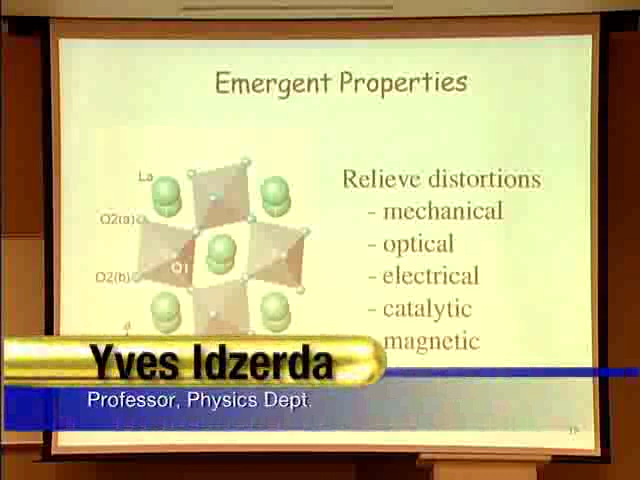 Emergent Properties
La
O2(a)
O1
O2(b)
a
Relieve distortions
- mechanical
- optical
- electrical
- catalytic
magnetic
Yves Idzerda
Professor, Physics Dept.